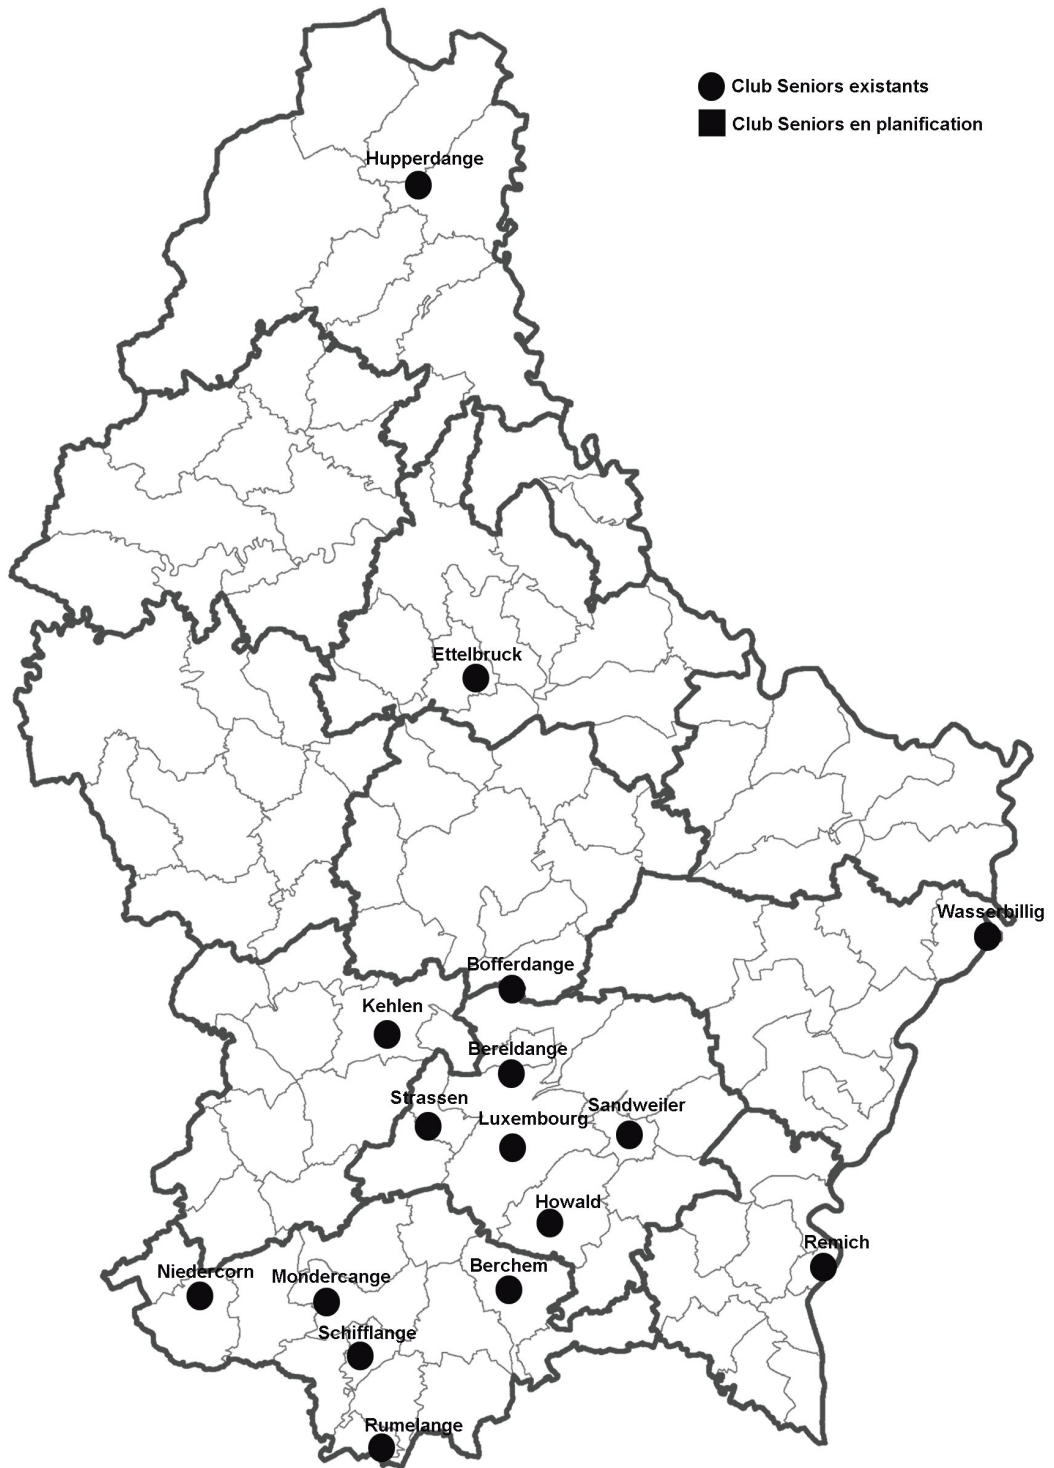 Club Seniors existants
Club Seniors en planification
Hupperdange
Ettelbruck
Wasserbillig
Bofferdange
Kehlen
Bereldange
Strassen
Luxembourg
Sandweiler
Howald
Remich
Niedercorn
Mondercange
Berchem
Schifflange
Rumelange